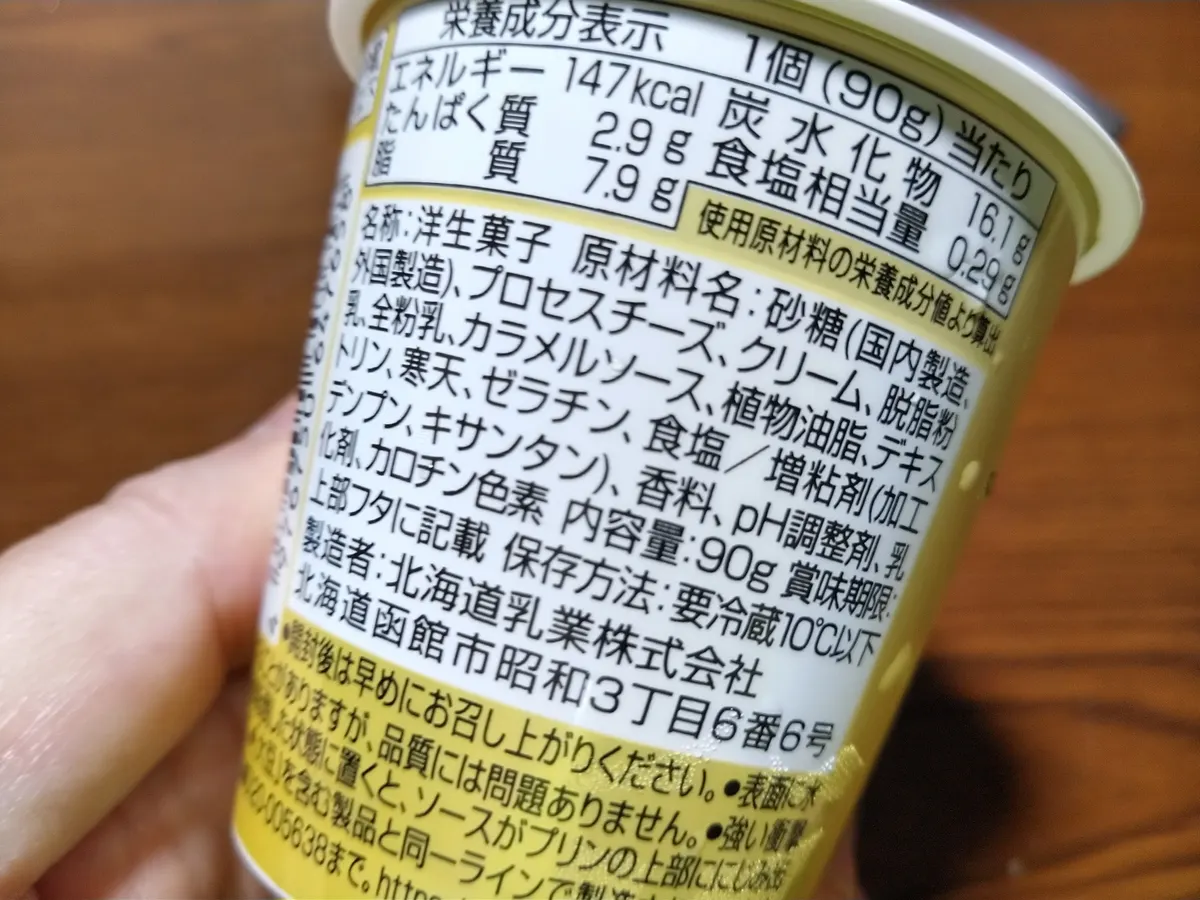 栄養成分表示 1個(90g)当たり
エネルギー 147kcal 炭水化物 16.1g
たんぱく質 2.9g 食塩相当量 0.29g
脂質 7.9g
使用原材料の栄養成分値より算出
名称:洋生菓子 原材料名:砂糖(国内製造、
外国製造)、プロセスチーズ、クリーム、脱脂粉
乳、全粉乳、カラメルソース、植物油脂、デキス
トリン、寒天、ゼラチン、食塩/増粘剤(加工
デンプン、キサンタン)、香料、pH調整剤、乳
化剤、カロチン色素 内容量:90g 賞味期限:
上部フタに記載 保存方法:要冷蔵10℃以下
製造者:北海道乳業株式会社
北海道函館市昭和3丁目6番6号
●開封後は早めにお召し上がりください。●表面に水
がありますが、品質には問題ありません。●強い衝撃
た状態に置くと、ソースがプリンの上部ににじみ出
を含む製品と同一ラインで製造
005638まで。http